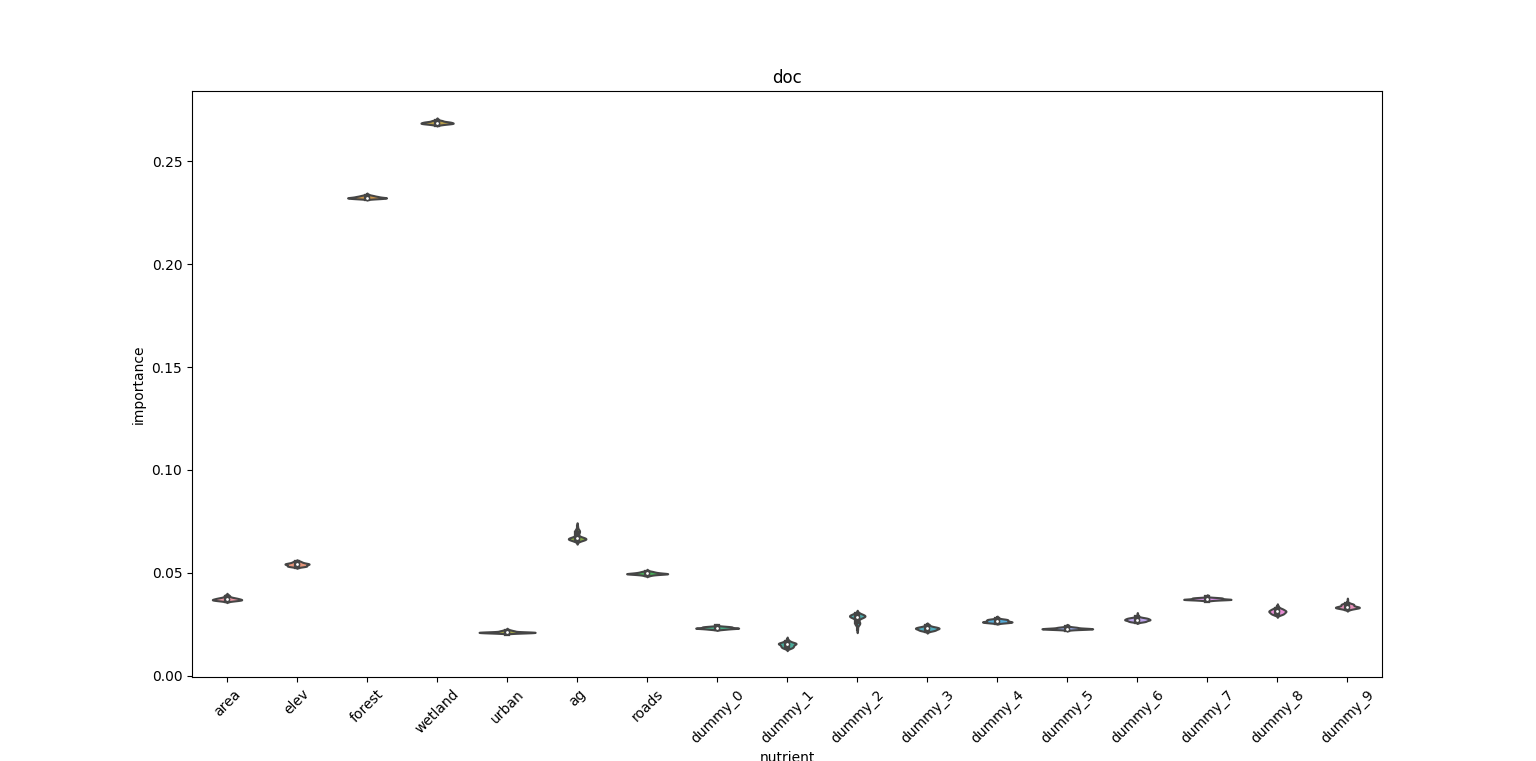 doc
importance
0.25
0.20
0.15
0.10
0.05
0.00
area
elev
forest
wetland
urban
ag
roads
dummy_0
dummy_1
dummy_2
dummy_3
dummy_4
dummy_5
dummy_6
dummy_7
dummy_8
dummy_9
nutrient